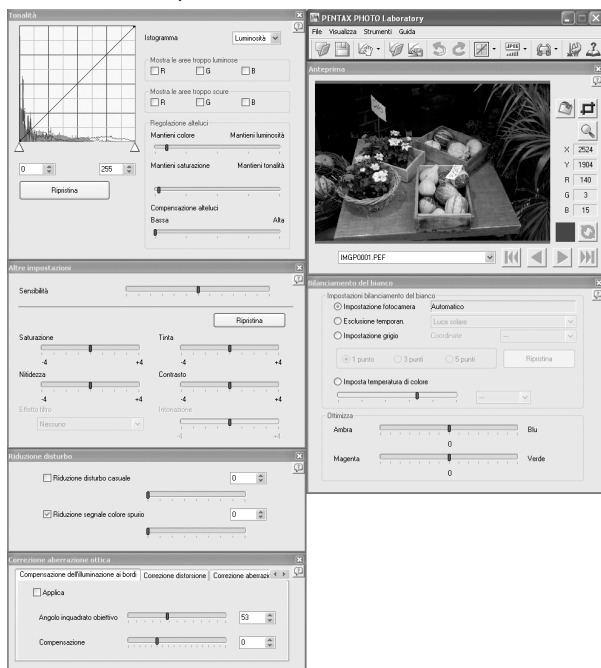 Tonalità
Istogramma
Luminosità
Mostra le aree troppo luminose
R G B
Mostra le aree troppo scure
R G B
Regolazione alteluci
Mantieni colore Mantieni luminosità
Mantieni saturazione Mantieni tonalità
Compensazione alteluci
Bassa Alta
0 255
Ripristina
Altre impostazioni
Sensibilità
Ripristina
Saturazione Tinta
-4 +4 -4 +4
Nitidezza Contrasto
-4 +4 -4 +4
Effetto filtro Intonazione
Nessuno
-4 +4
Riduzione disturbo
Riduzione disturbo casuale 0
Riduzione segnale colore spurio 0
Correzione aberrazione ottica
Compensazione dell'illuminazione ai bordi Correzione distorsione Correzione aberrazi
Applica
Angolo inquadrato obiettivo 53
Compensazione 0
PENTAX PHOTO Laboratory
File Visualizza Strumenti Guida
JPEG
Anteprima
X 2524
Y 1904
R 140
G 3
B 15
IMGP0001.PEF
Bilanciamento del bianco
Impostazioni bilanciamento del bianco
Impostazione fotocamera Automatico
Esclusione temporan. Luce solare
Impostazione grigio Coordinate ---
1 punto 3 punti 5 punti Ripristina
Imposta temperatura di colore
---
Ottimizza
Ambra Blu
0
Magenta Verde
0